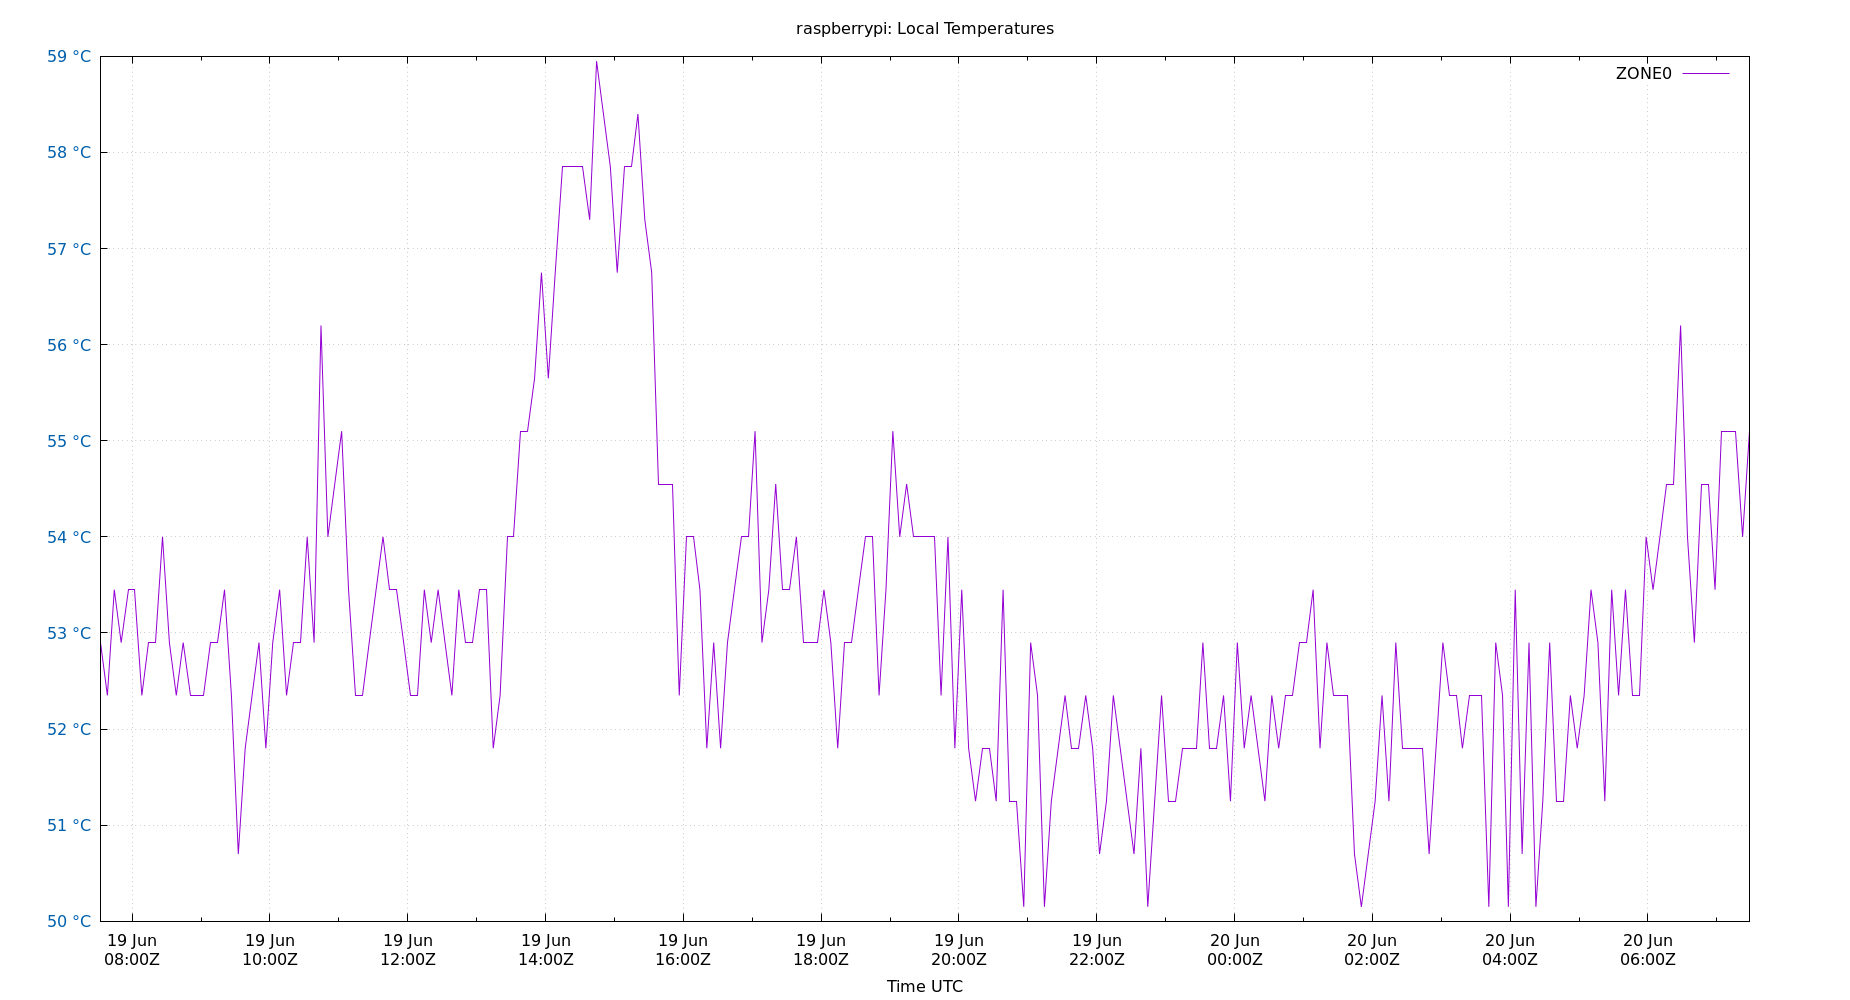 raspberrypi: Local Temperatures
59 °C
ZONE0
58 °C
57 °C
56 °C
55 °C
54 °C
53 °C
52 °C
51 °C
50 °C
19 Jun 19 Jun 19 Jun 19 Jun 19 Jun 19 Jun 19 Jun 19 Jun 20 Jun 20 Jun 20 Jun 20 Jun
08:00Z 10:00Z 12:00Z 14:00Z 16:00Z 18:00Z 20:00Z 22:00Z 00:00Z 02:00Z 04:00Z 06:00Z
Time UTC